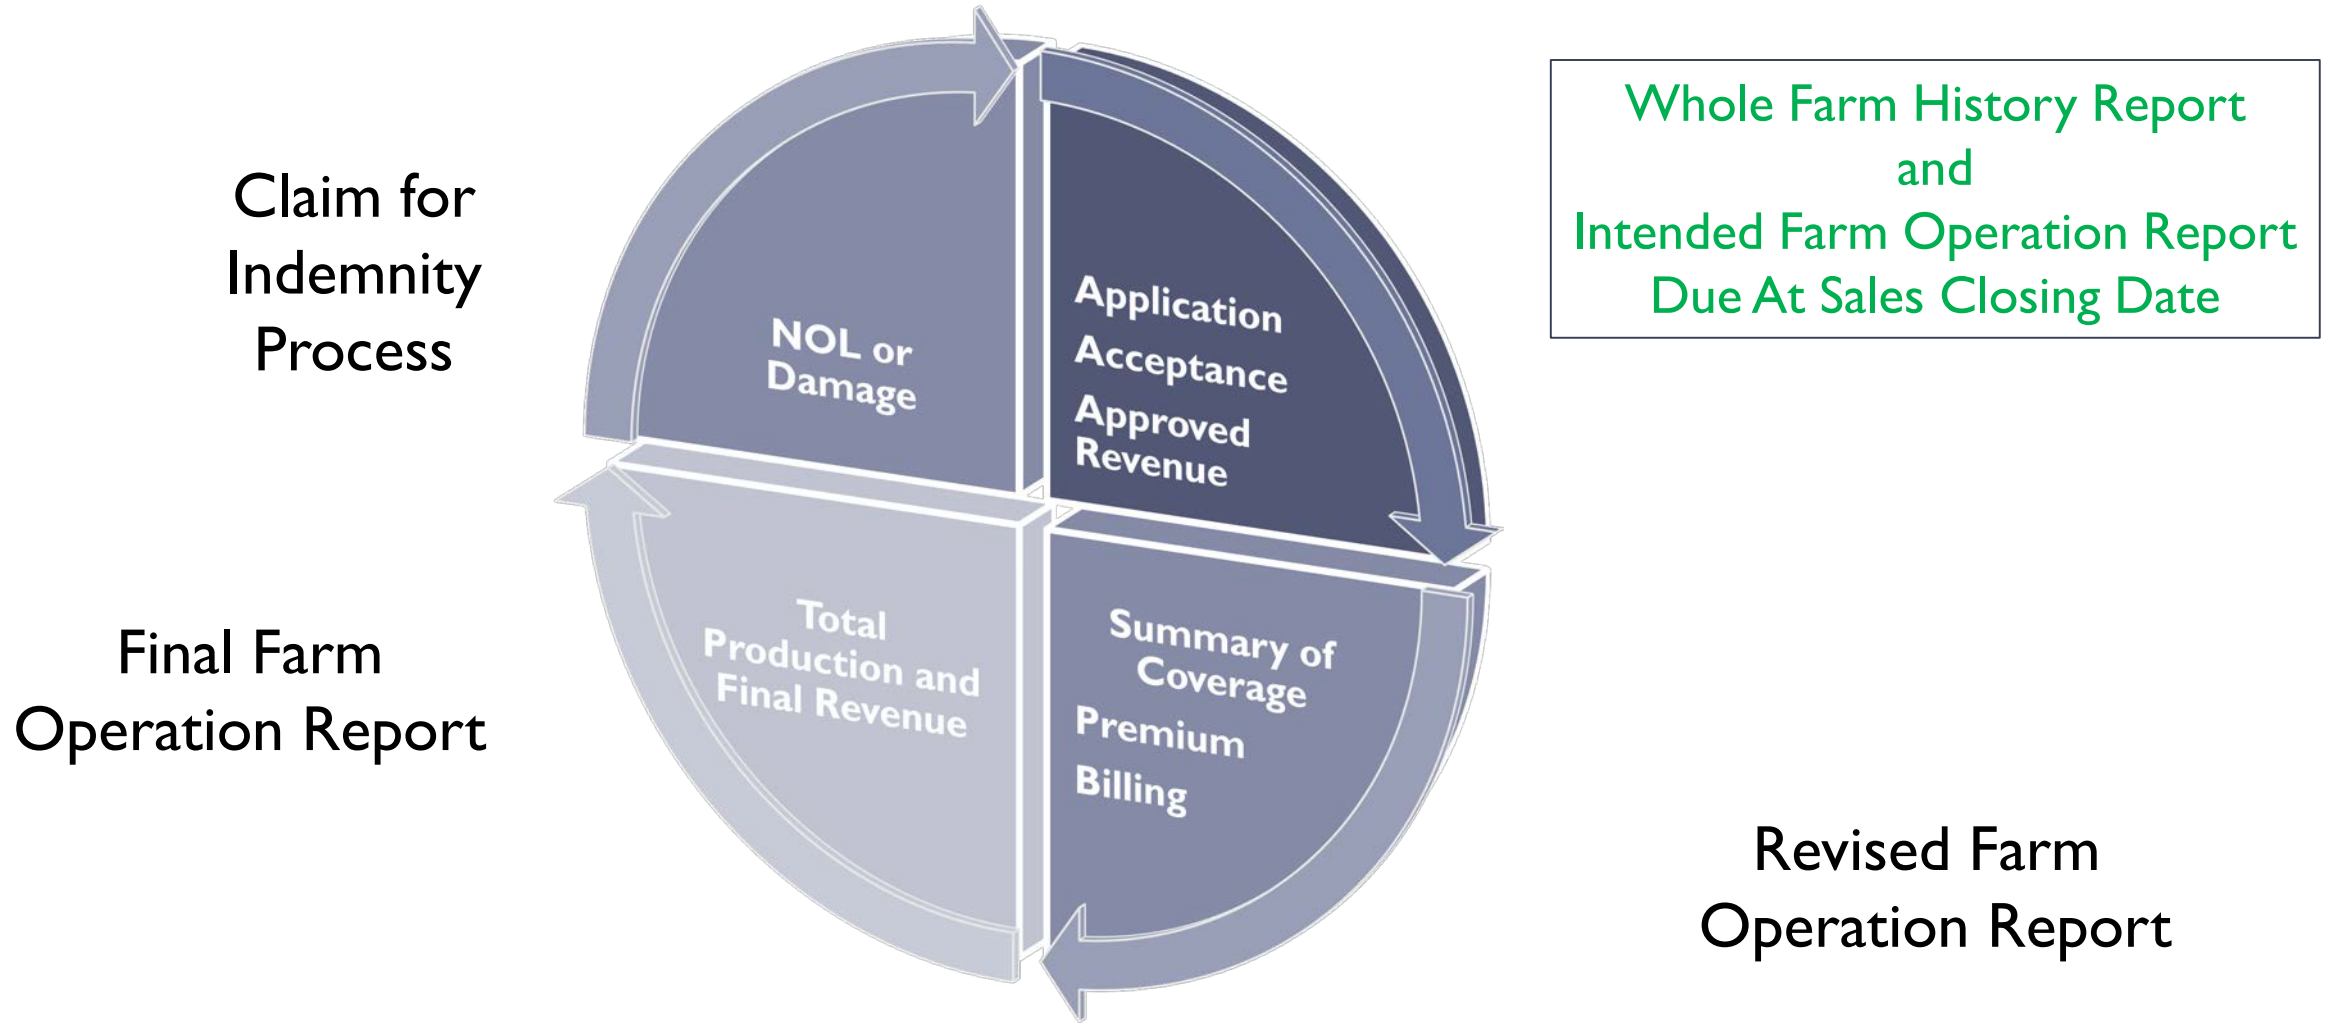 Whole Farm History Report
and
Intended Farm Operation Report
Due At Sales Closing Date
Claim for
Indemnity
Process
NOL or
Damage
Application
Acceptance
Approved
Revenue
Final Farm
Operation Report
Total
Production and
Final Revenue
Summary of
Coverage
Premium
Billing
Revised Farm
Operation Report